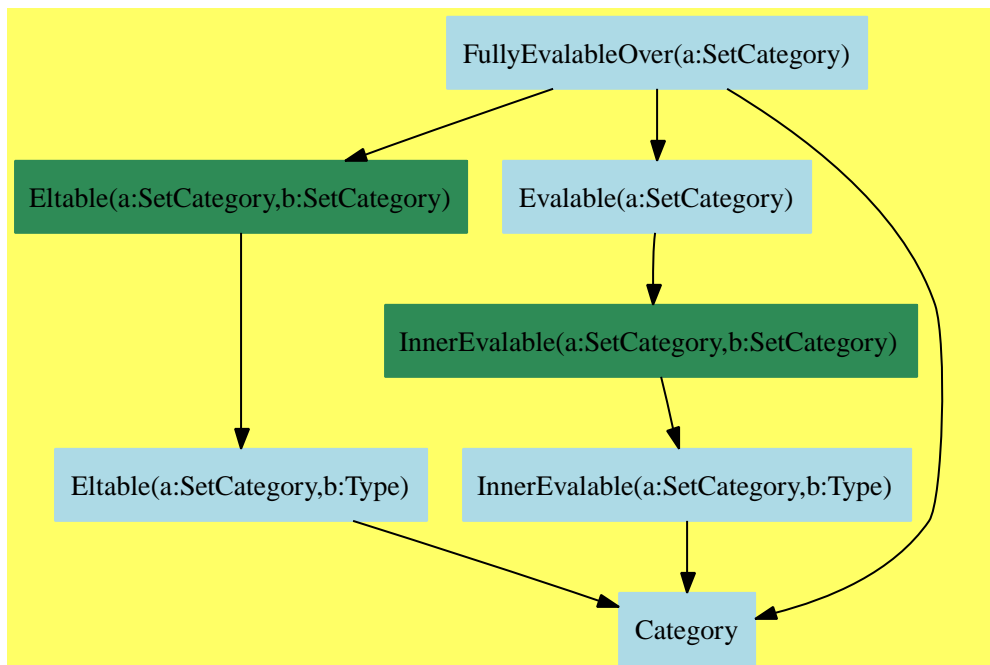 FullyEvalableOver(a:SetCategory)
Eltable(a:SetCategory,b:SetCategory)
Evalable(a:SetCategory)
InnerEvalable(a:SetCategory,b:SetCategory)
Eltable(a:SetCategory,b:Type)
InnerEvalable(a:SetCategory,b:Type)
Category